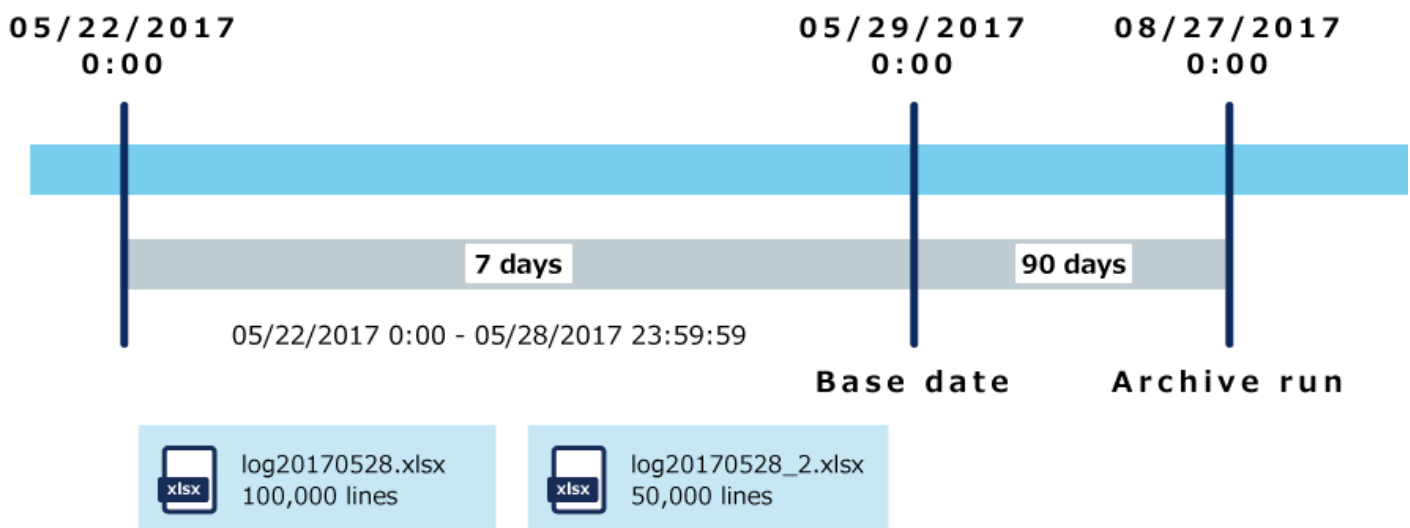 05/22/2017
0:00
05/29/2017
0:00
08/27/2017
0:00
7 days
90 days
05/22/2017 0:00 - 05/28/2017 23:59:59
Base date
Archive run
xlsx
log20170528.xlsx
100,000 lines
xlsx
log20170528_2.xlsx
50,000 lines